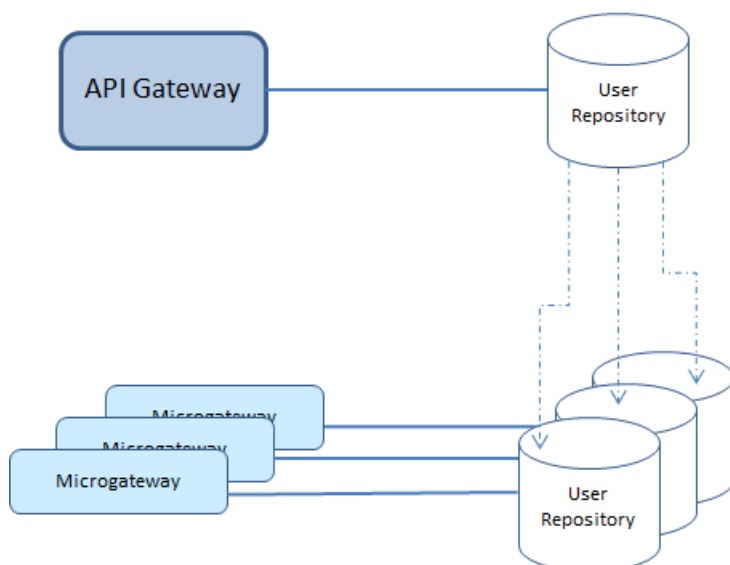 API Gateway
User
Repository
Microgateway
Microgateway
Microgateway
User
Repository